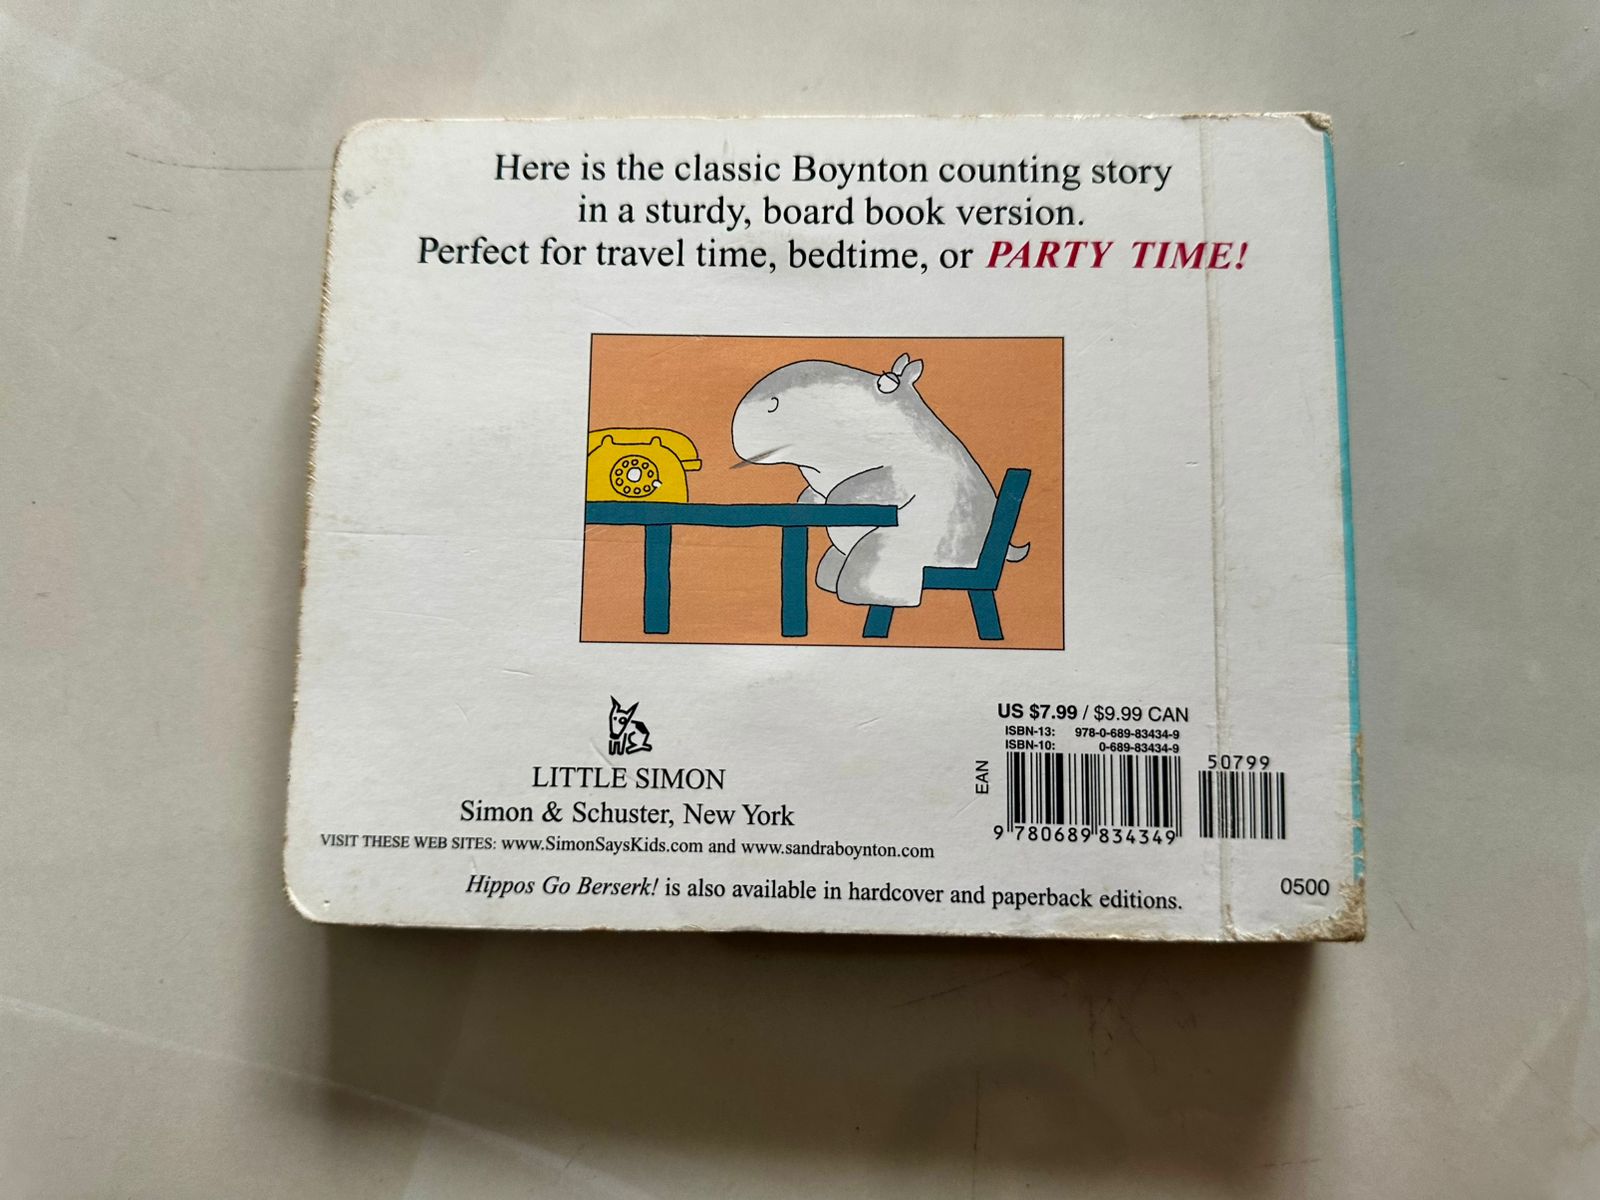 Here is the classic Boynton counting story
in a sturdy, board book version.
Perfect for travel time, bedtime, or PARTY TIME!
LITTLE SIMON
Simon & Schuster, New York
VISIT THESE WEB SITES: www.SimonSaysKids.com and www.sandraboynton.com
Hippos Go Berserk! is also available in hardcover and paperback editions.
US $7.99 / $9.99 CAN
ISBN-13: 978-0-689-83434-9
ISBN-10: 0-689-83434-9
EAN
50799
9 780689 834349
0500